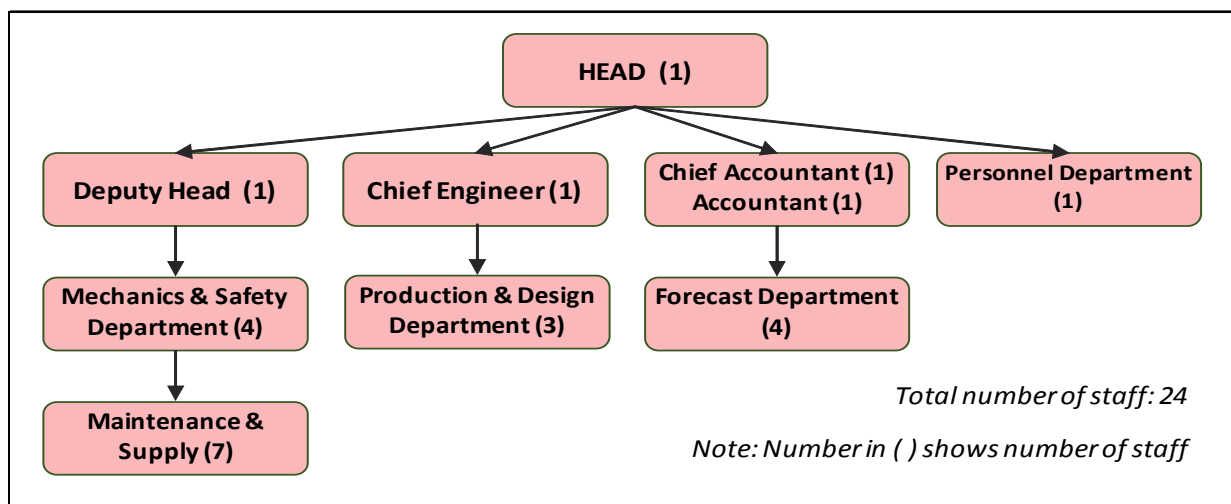 HEAD (1)
Deputy Head (1)
Chief Engineer (1)
Chief Accountant (1)
Accountant (1)
Personnel Department
(1)
Mechanics & Safety
Department (4)
Production & Design
Department (3)
Forecast Department
(4)
Maintenance &
Supply (7)
Total number of staff: 24
Note: Number in ( ) shows number of staff